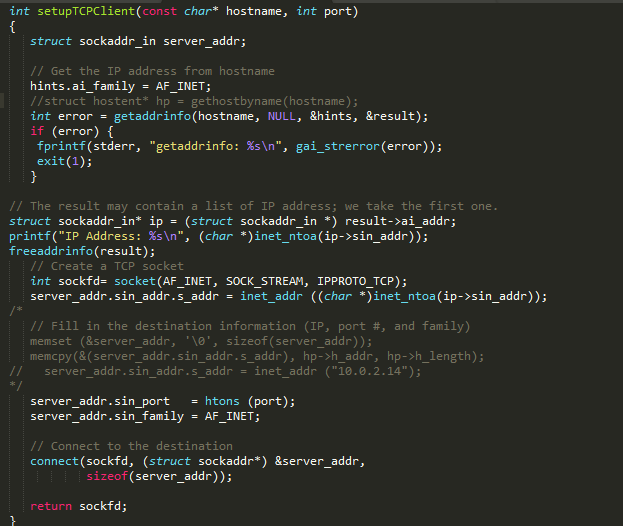 int setupTCPClient(const char* hostname, int port)
{
   struct sockaddr_in server_addr;

   // Get the IP address from hostname
   hints.ai_family = AF_INET;
   //struct hostent* hp = gethostbyname(hostname);
   int error = getaddrinfo(hostname, NULL, &hints, &result);
   if (error) {
    fprintf(stderr, "getaddrinfo: %s\n", gai_strerror(error));
    exit(1);
   }

// The result may contain a list of IP address; we take the first one.
struct sockaddr_in* ip = (struct sockaddr_in *) result->ai_addr;
printf("IP Address: %s\n", (char *)inet_ntoa(ip->sin_addr));
freeaddrinfo(result);
   // Create a TCP socket
   int sockfd= socket(AF_INET, SOCK_STREAM, IPPROTO_TCP);
   server_addr.sin_addr.s_addr = inet_addr ((char *)inet_ntoa(ip->sin_addr));
/*
   // Fill in the destination information (IP, port #, and family)
   memset (&server_addr, '\0', sizeof(server_addr));
   memcpy(&(server_addr.sin_addr.s_addr), hp->h_addr, hp->h_length);
//   server_addr.sin_addr.s_addr = inet_addr ("10.0.2.14");
*/
   server_addr.sin_port   = htons (port);
   server_addr.sin_family = AF_INET;

   // Connect to the destination
   connect(sockfd, (struct sockaddr*) &server_addr,
           sizeof(server_addr));

   return sockfd;
}